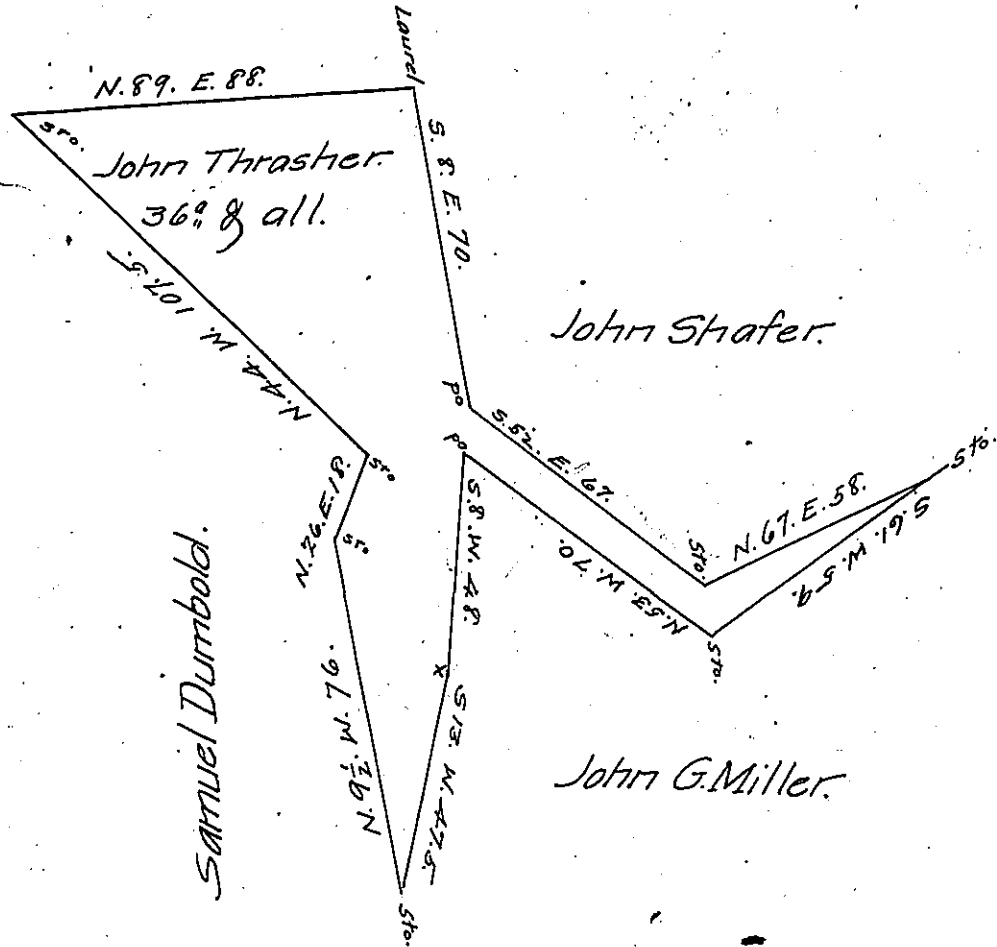 Laurel
N. 89. E. 88.
Sto.
John Thrasher.
36a. & all.
S. 8. E. 70.
N. 44. W. 107.5.
John Shafer.
Po
S. 52. E. 67.
Po
Sto
Sto.
N. 67. E. 58.
S. 61. W. 59.
N. 26. E. 18.
Sto
S. 8. W. 48.
N. 53. W. 70.
Sto.
Sto.
Samuel Dumbold.
N. 9½. W. 76.
x
S 13. W. 47.5.
John G. Miller.
Sto.